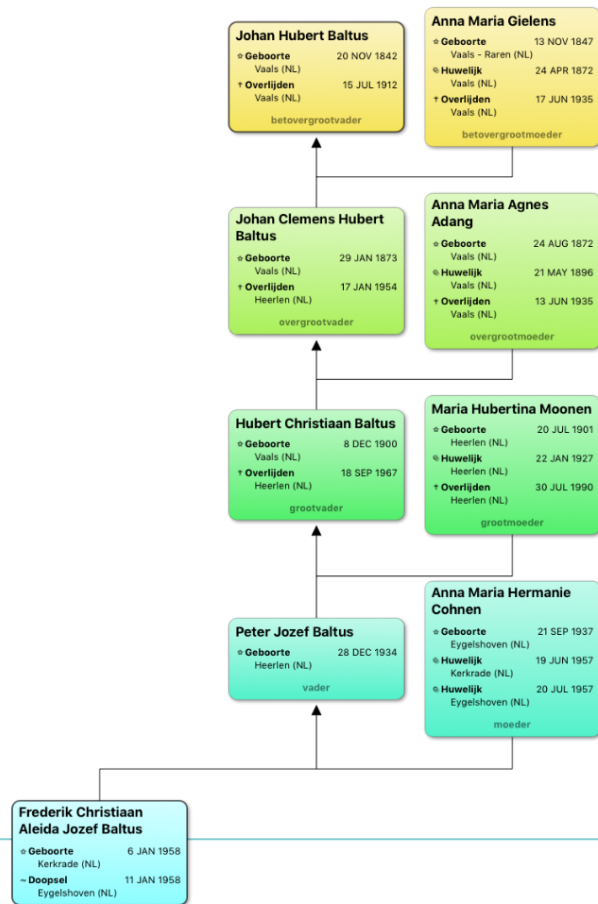 Johan Hubert Baltus
☆ Geboorte 20 NOV 1842
Vaals (NL)
† Overlijden 15 JUL 1912
Vaals (NL)
betovergrootvader
Anna Maria Gielens
☆ Geboorte 13 NOV 1847
Vaals - Raren (NL)
⚭ Huwelijk 24 APR 1872
Vaals (NL)
† Overlijden 17 JUN 1935
Vaals (NL)
betovergrootmoeder
Johan Clemens Hubert
Baltus
☆ Geboorte 29 JAN 1873
Vaals (NL)
† Overlijden 17 JAN 1954
Heerlen (NL)
overgrootvader
Anna Maria Agnes
Adang
☆ Geboorte 24 AUG 1872
Vaals (NL)
⚭ Huwelijk 21 MAY 1896
Vaals (NL)
† Overlijden 13 JUN 1935
Vaals (NL)
overgrootmoeder
Hubert Christiaan Baltus
☆ Geboorte 8 DEC 1900
Vaals (NL)
† Overlijden 18 SEP 1967
Heerlen (NL)
grootvader
Maria Hubertina Moonen
☆ Geboorte 20 JUL 1901
Heerlen (NL)
⚭ Huwelijk 22 JAN 1927
Heerlen (NL)
† Overlijden 30 JUL 1990
Heerlen (NL)
grootmoeder
Peter Jozef Baltus
☆ Geboorte 28 DEC 1934
Heerlen (NL)
vader
Anna Maria Hermanie
Cohnen
☆ Geboorte 21 SEP 1937
Eygelshoven (NL)
⚭ Huwelijk 19 JUN 1957
Kerkrade (NL)
⚭ Huwelijk 20 JUL 1957
Eygelshoven (NL)
moeder
Frederik Christiaan
Aleida Jozef Baltus
☆ Geboorte 6 JAN 1958
Kerkrade (NL)
~ Doopsel 11 JAN 1958
Eygelshoven (NL)